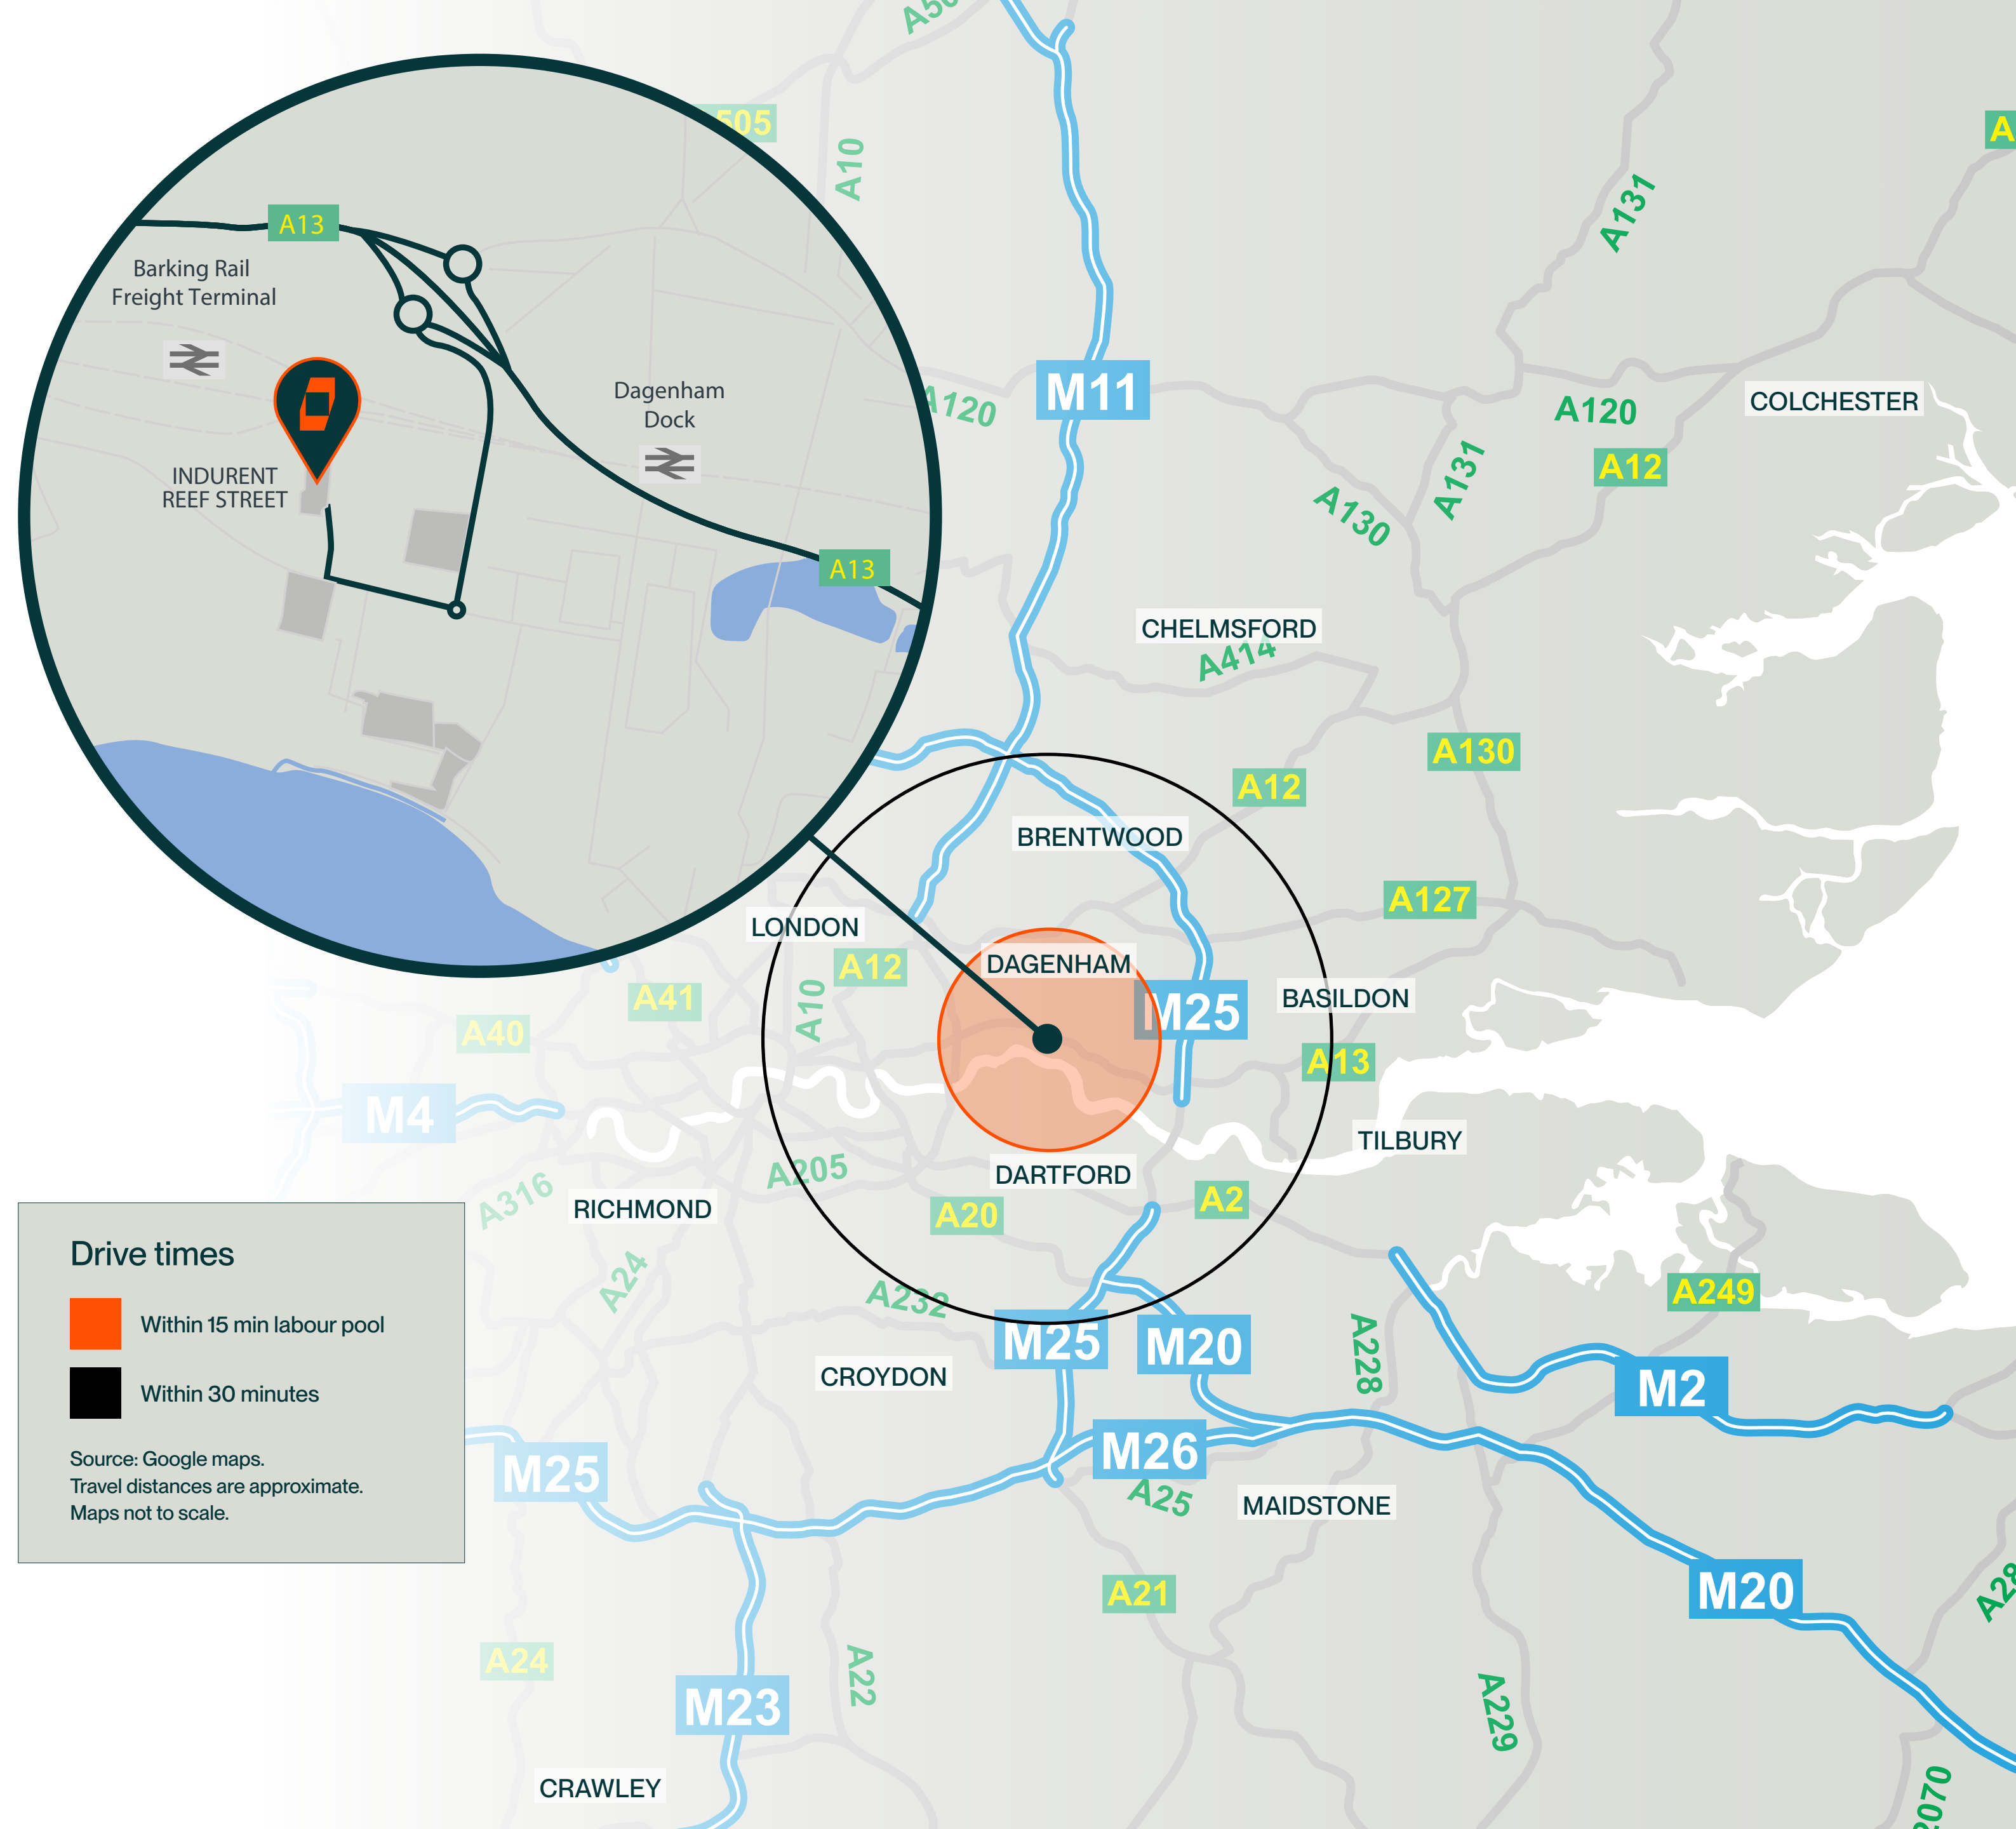 A505
A10
A13
Barking Rail
Freight Terminal
Dagenham
Dock
INDURENT
REEF STREET
A13
A131
M11
A120
A120
COLCHESTER
A12
A131
A130
CHELMSFORD
A414
A130
A12
BRENTWOOD
A127
LONDON
A12
DAGENHAM
A41
A10
M25
BASILDON
A40
A13
M4
TILBURY
A205
DARTFORD
A316
RICHMOND
A20
A2
A24
A232
A249
M25
M20
A228
CROYDON
M2
M26
M25
A25
MAIDSTONE
A21
M20
A24
A22
M23
A229
CRAWLEY
Drive times
Within 15 min labour pool
Within 30 minutes
Source: Google maps.
Travel distances are approximate.
Maps not to scale.